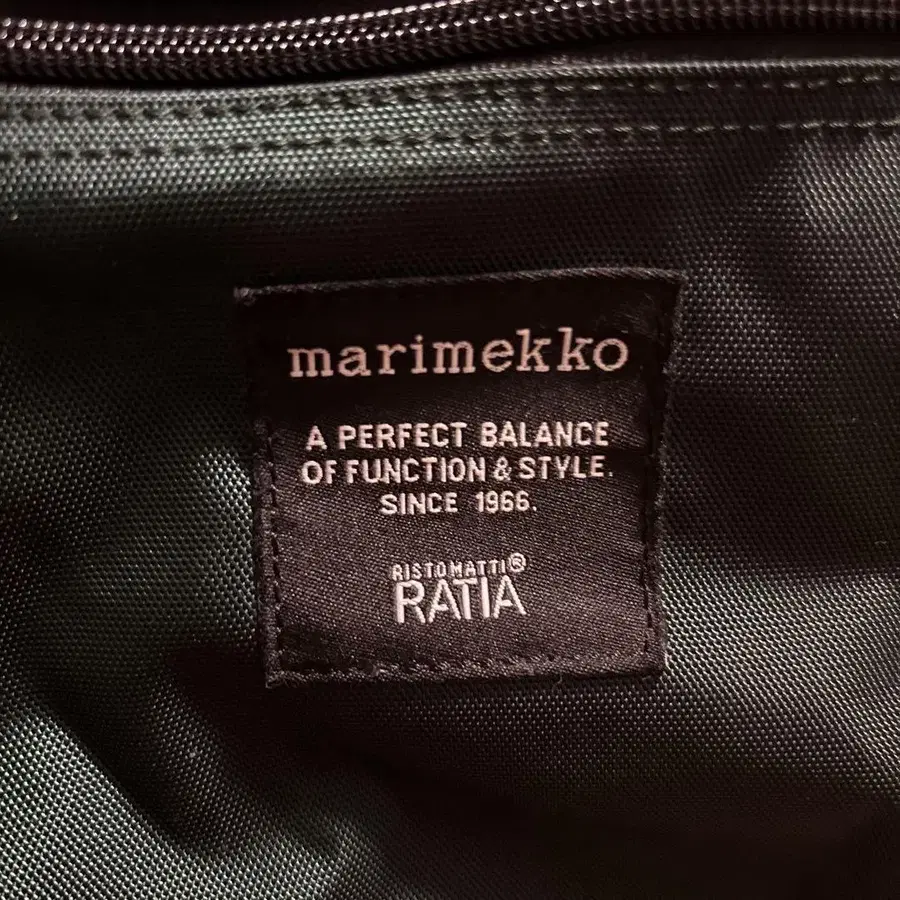 marimekko
A PERFECT BALANCE
OF FUNCTION & STYLE.
SINCE 1966.
RISTOMATTI®
RATIA